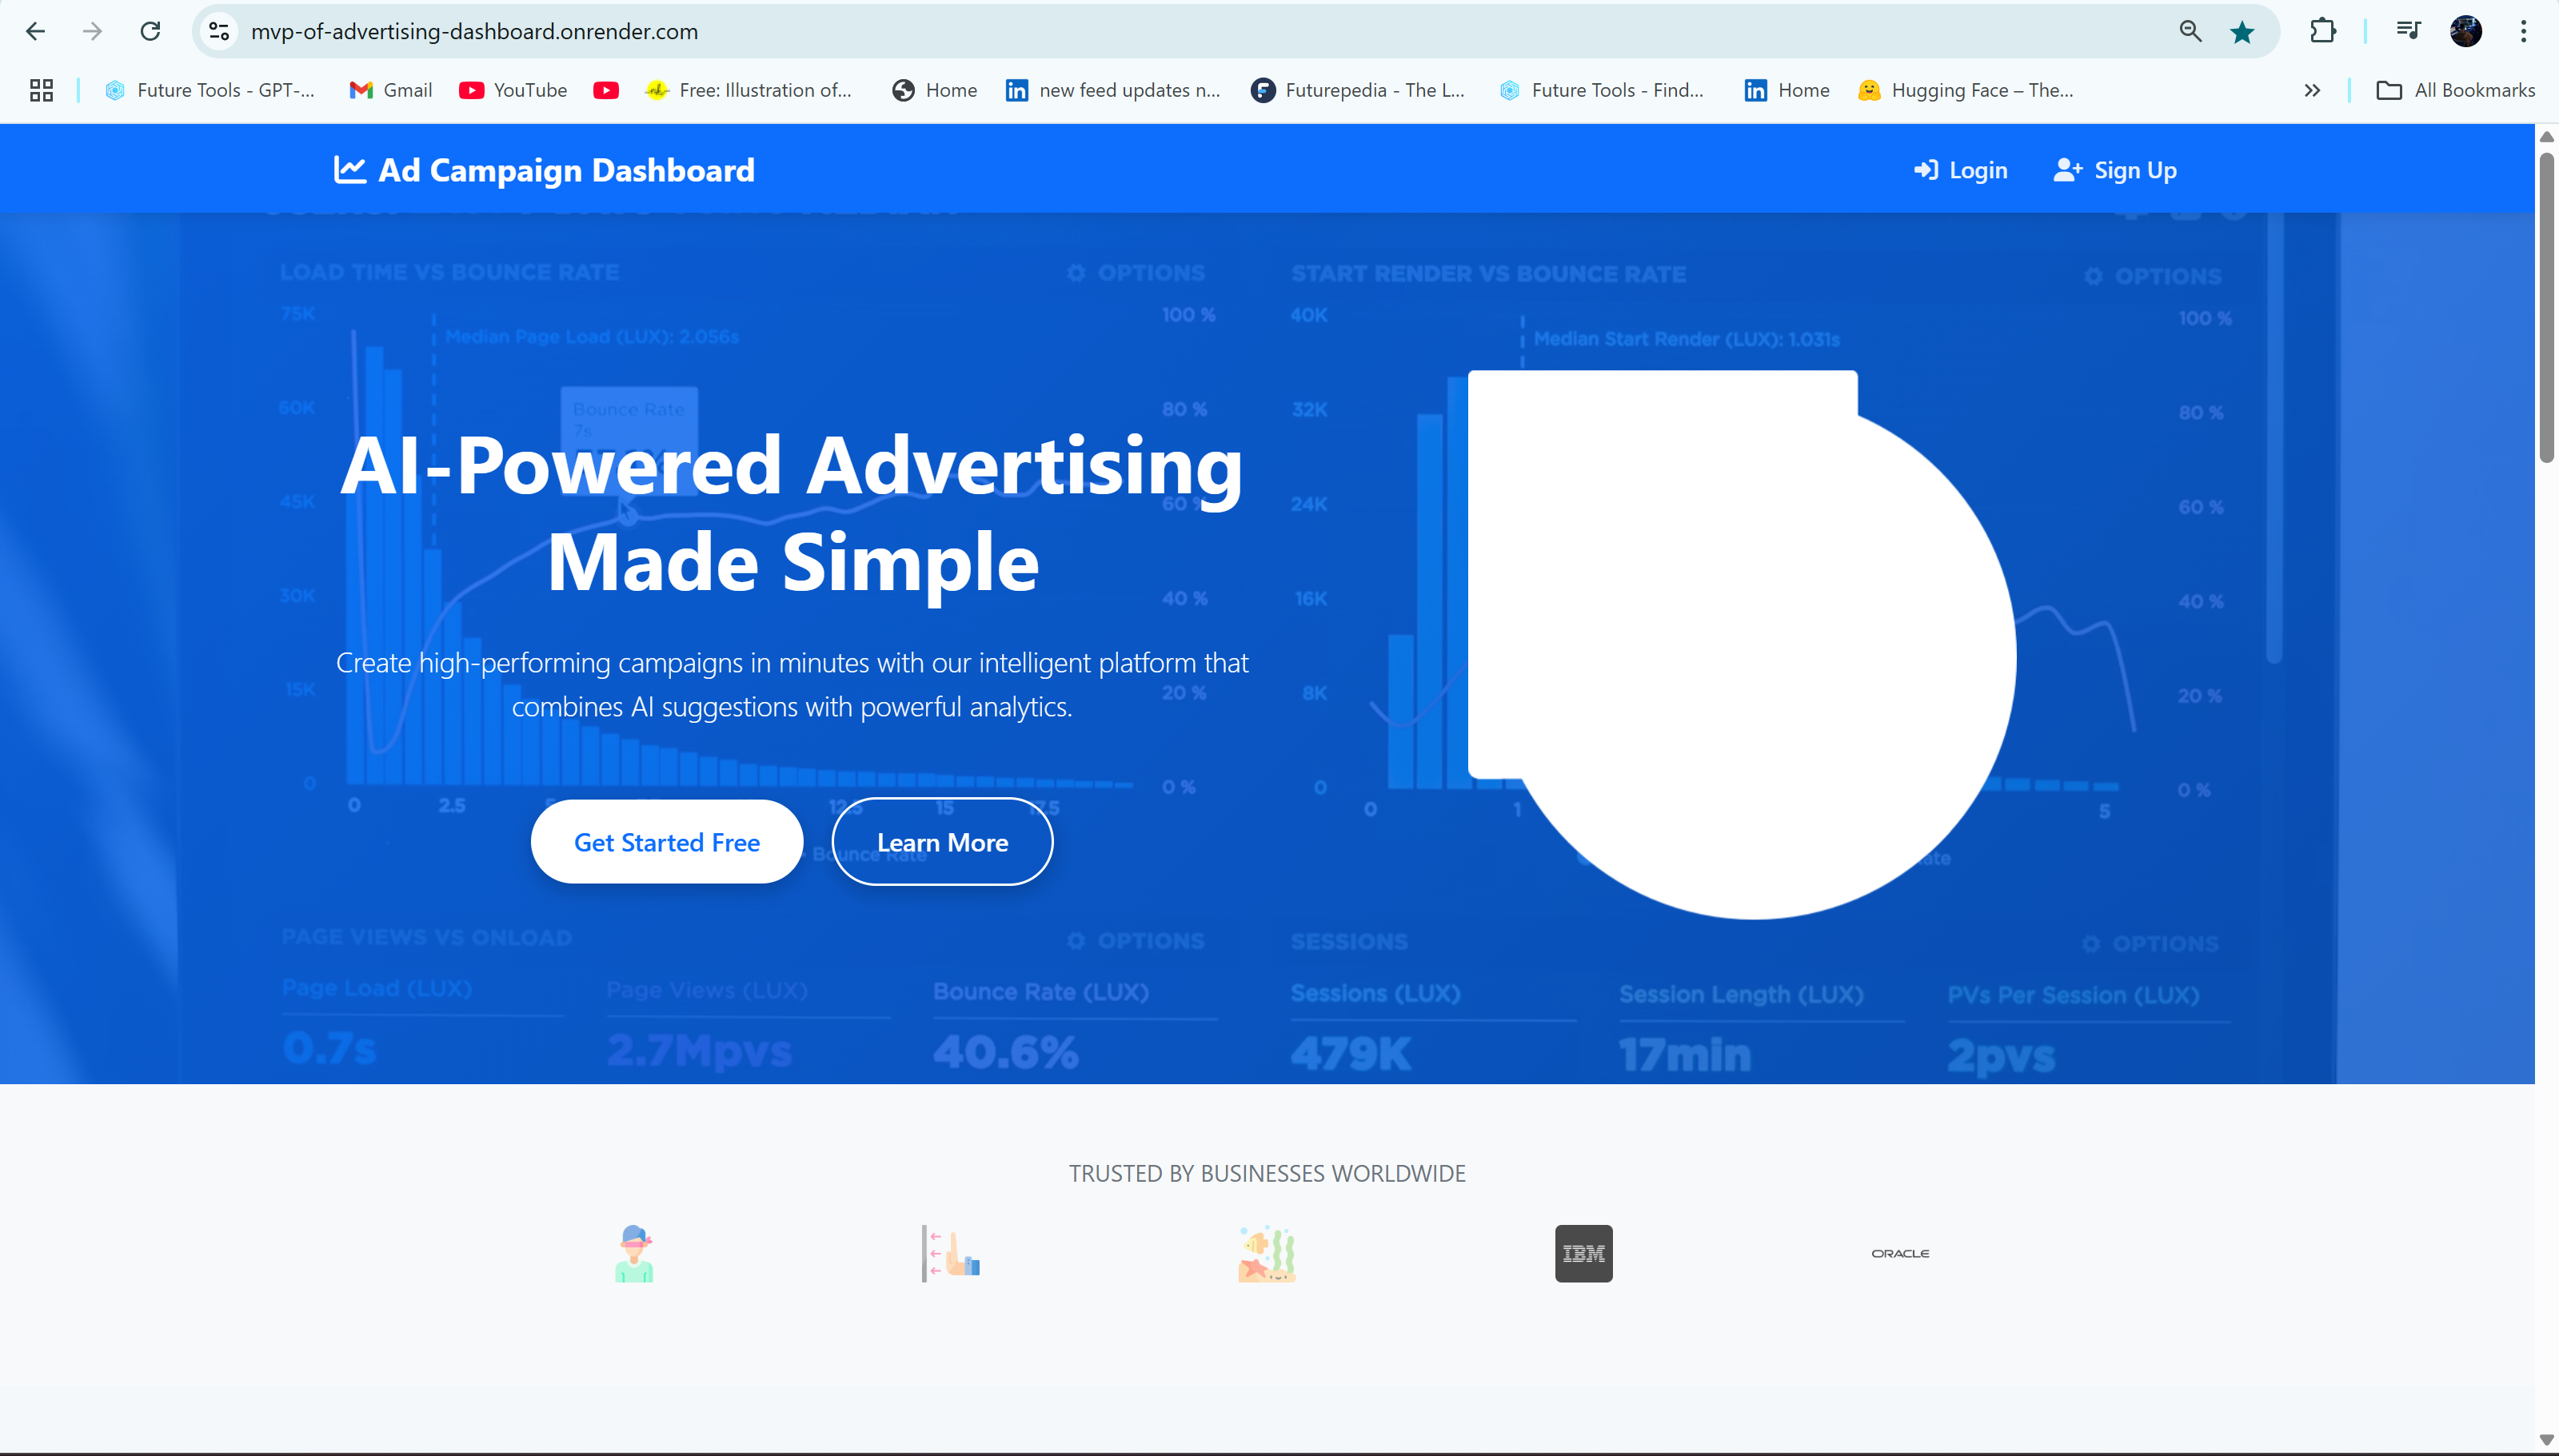 mvp-of-advertising-dashboard.onrender.com
Future Tools - GPT-...
Gmail
YouTube
Free: Illustration of...
Home
new feed updates n...
Futurepedia - The L...
Future Tools - Find...
Home
Hugging Face – The...
All Bookmarks
Ad Campaign Dashboard
Login
Sign Up
LOAD TIME VS BOUNCE RATE
OPTIONS
START RENDER VS BOUNCE RATE
OPTIONS
75K
100 %
40K
100 %
Median Page Load (LUX): 2.056s
Median Start Render (LUX): 1.031s
60K
Bounce Rate
7s
80 %
32K
80 %
AI-Powered Advertising
45K
60 %
24K
60 %
Made Simple
30K
40 %
16K
40 %
Create high-performing campaigns in minutes with our intelligent platform that
15K
20 %
8K
20 %
combines AI suggestions with powerful analytics.
0
0 %
0
0 %
0
2.5
12.5
15
17.5
0
1
5
Get Started Free
Learn More
Bounce Rate
PAGE VIEWS VS ONLOAD
OPTIONS
SESSIONS
OPTIONS
Page Load (LUX)
Page Views (LUX)
Bounce Rate (LUX)
Sessions (LUX)
Session Length (LUX)
PVs Per Session (LUX)
0.7s
2.7Mpvs
40.6%
479K
17min
2pvs
TRUSTED BY BUSINESSES WORLDWIDE
IBM
ORACLE